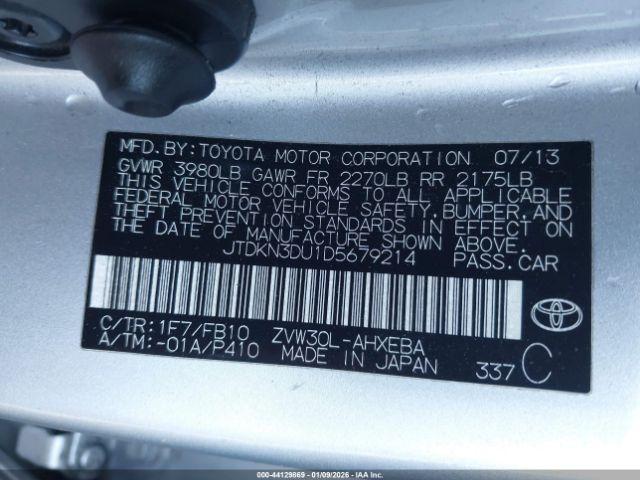 MFD. BY: TOYOTA MOTOR CORPORATION 07/13
GVWR 3980LB GAWR FR 2270LB RR 2175LB
THIS VEHICLE CONFORMS TO ALL APPLICABLE
FEDERAL MOTOR VEHICLE SAFETY, BUMPER, AND
THEFT PREVENTION STANDARDS IN EFFECT ON
THE DATE OF MANUFACTURE SHOWN ABOVE.
JTDKN3DU1D5679214 PASS.CAR
C/TR: 1F7/FB10 ZVW30L-AHXEBA
A/TM: -01A/P410 MADE IN JAPAN 337 C
000-44129869 - 01/09/2026 - IAAI.COM